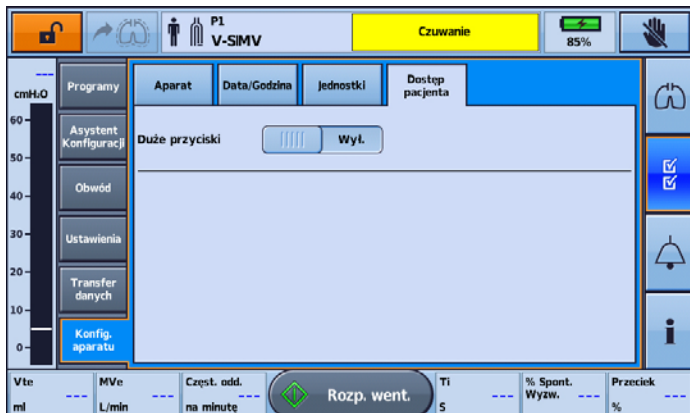 P1
V-SIMV
Czuwanie
85%
---
cmH₂O
60
50
40
30
20
10
0
Programy
Asystent
Konfiguracji
Obwód
Ustawienia
Transfer
danych
Konfig.
aparatu
Aparat
Data/Godzina
Jednostki
Dostęp
pacjenta
Duże przyciski
Wył.
Vte
---
ml
MVe
---
L/min
Częst. odd.
---
na minutę
Rozp. went.
Ti
---
s
% Spont.
Wyzw.
---
Przeciek
---
%